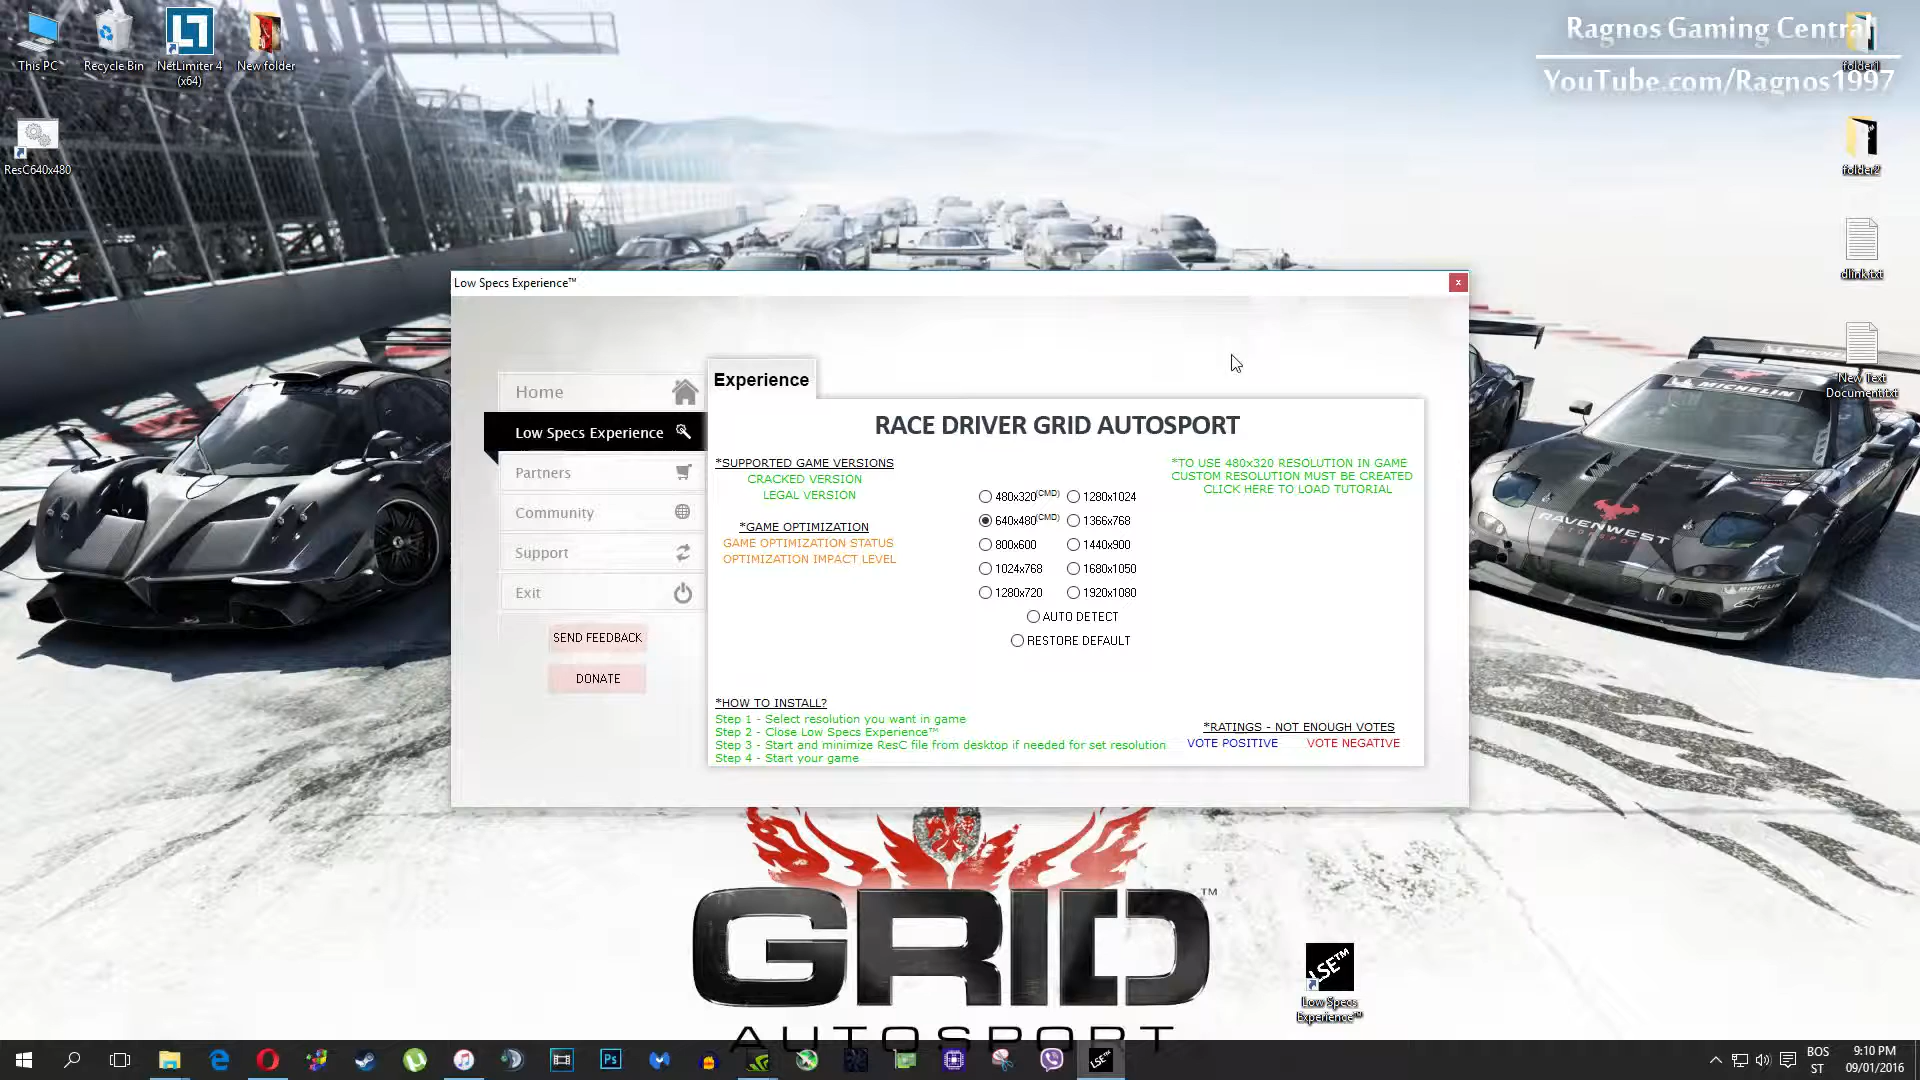 Ragnos Gaming Central
YouTube.com/Ragnos1997
This PC
Recycle Bin
NetLimiter 4
(x64)
New folder
folder1
ResC640x480
folder2
dlink.txt
New Text
Document.txt
MICHELIN
RAVENWEST
Low Specs Experience™
x
Home
Low Specs Experience
Partners
Community
Support
Exit
SEND FEEDBACK
DONATE
Experience
RACE DRIVER GRID AUTOSPORT
*SUPPORTED GAME VERSIONS
CRACKED VERSION
LEGAL VERSION
*GAME OPTIMIZATION
GAME OPTIMIZATION STATUS
OPTIMIZATION IMPACT LEVEL
480x320(CMD) 1280x1024
640x480(CMD) 1366x768
800x600 1440x900
1024x768 1680x1050
1280x720 1920x1080
AUTO DETECT
RESTORE DEFAULT
*TO USE 480x320 RESOLUTION IN GAME
CUSTOM RESOLUTION MUST BE CREATED
CLICK HERE TO LOAD TUTORIAL
*HOW TO INSTALL?
Step 1 - Select resolution you want in game
Step 2 - Close Low Specs Experience™
Step 3 - Start and minimize ResC file from desktop if needed for set resolution
Step 4 - Start your game
*RATINGS - NOT ENOUGH VOTES
VOTE POSITIVE VOTE NEGATIVE
GRID™
AUTOSPORT
LSE™
Low Specs
Experience™
Ps
LSE™
BOS
ST
9:10 PM
09/01/2016